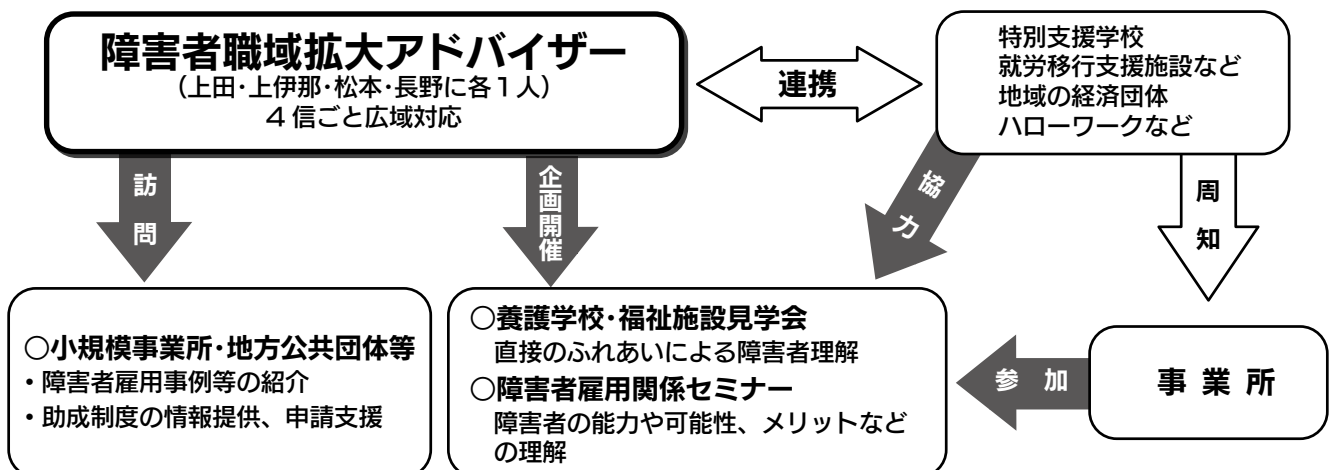 障害者職域拡大アドバイザー
（上田・上伊那・松本・長野に各１人）
４信ごと広域対応
連携
特別支援学校
就労移行支援施設など
地域の経済団体
ハローワークなど
訪問
企画開催
協力
周知
○小規模事業所・地方公共団体等
・障害者雇用事例等の紹介
・助成制度の情報提供、申請支援
○養護学校・福祉施設見学会
直接のふれあいによる障害者理解
○障害者雇用関係セミナー
障害者の能力や可能性、メリットなど
の理解
参加
事業所